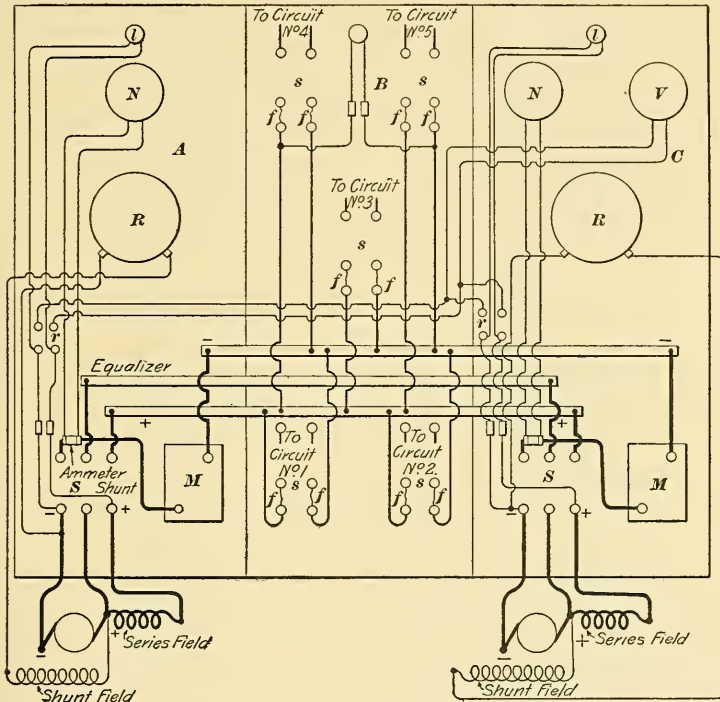 To Circuit
Nº4
To Circuit
Nº5
l
l
s
B
s
N
N
V
f
f
f
f
A
C
To Circuit
Nº3
R
R
s
f
f
r
r
−
−
Equalizer
+
+
To
Circuit
Nº1
To
Circuit
Nº2
Ammeter
Shunt
S
M
s
f
f
s
f
f
S
M
−
+
−
+
+
Series Field
−
+
Series Field
−
Shunt Field
Shunt Field